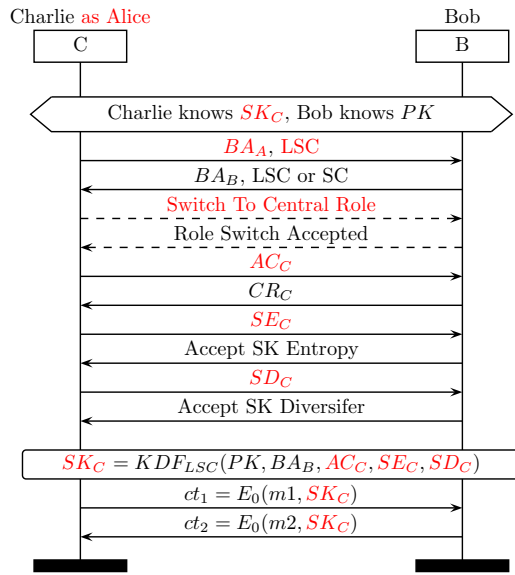 Charlie as Alice Bob
C B
Charlie knows SK_C, Bob knows PK
BA_A, LSC
BA_B, LSC or SC
Switch To Central Role
Role Switch Accepted
AC_C
CR_C
SE_C
Accept SK Entropy
SD_C
Accept SK Diversifer
SK_C = KDF_{LSC}(PK, BA_B, AC_C, SE_C, SD_C)
ct_1 = E_0(m1, SK_C)
ct_2 = E_0(m2, SK_C)